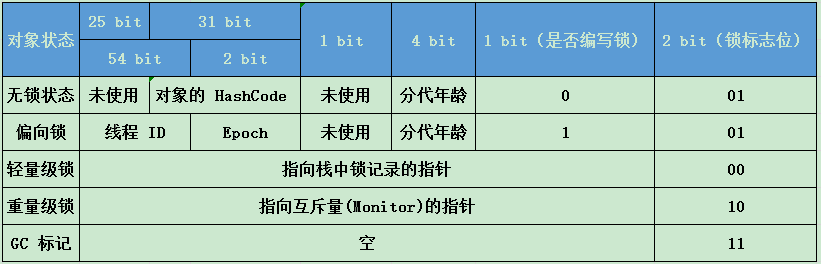 对象状态 25 bit 31 bit 1 bit 4 bit 1 bit（是否编写锁） 2 bit（锁标志位）
54 bit 2 bit
无锁状态 未使用 对象的 HashCode 未使用 分代年龄 0 01
偏向锁 线程 ID Epoch 未使用 分代年龄 1 01
轻量级锁 指向栈中锁记录的指针 00
重量级锁 指向互斥量(Monitor)的指针 10
GC 标记 空 11